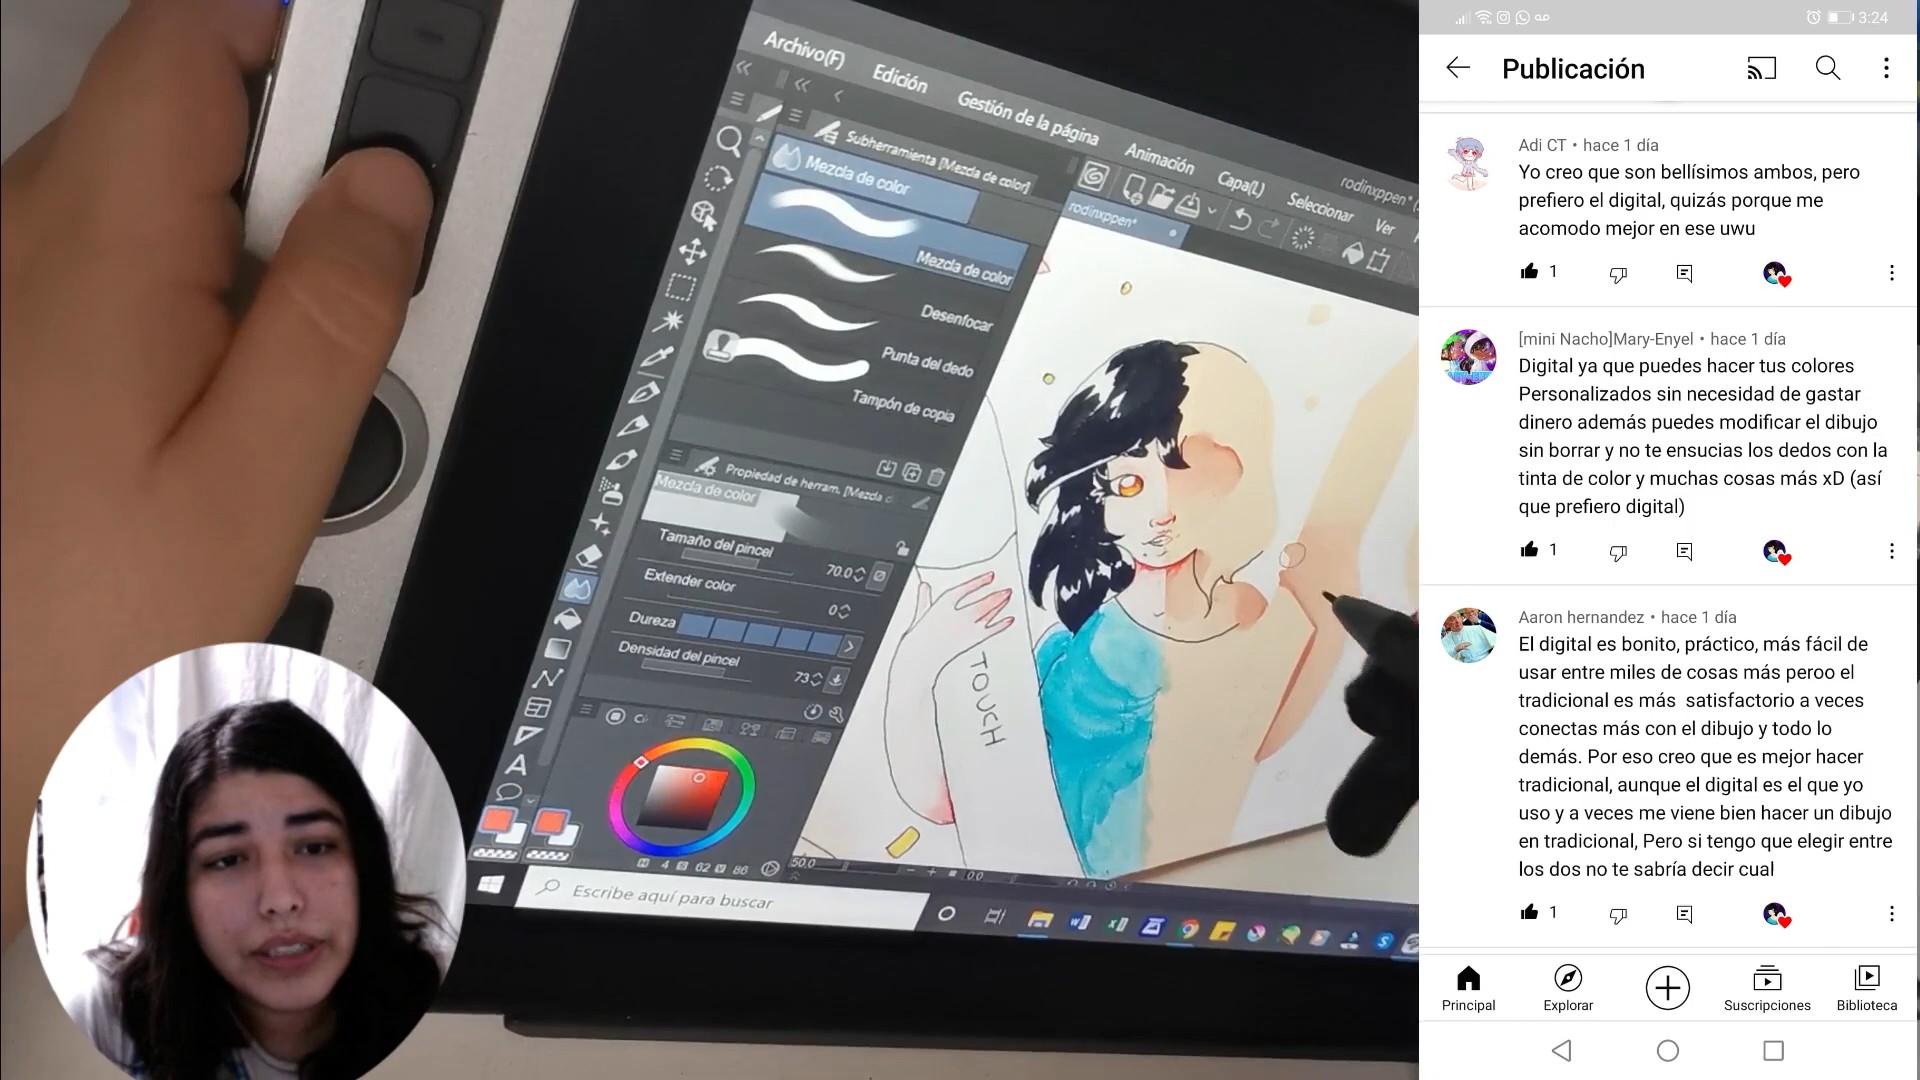 Archivo(F) Edición Gestión de la página Animación Capa(L) Seleccionar Ver
rodinxppen*
Subherramienta [Mezcla de color]
Mezcla de color
rodinxppen*
Mezcla de color
Desenfocar
Punta del dedo
Tampón de copia
Propiedad de herram. [Mezcla d
Mezcla de color
Tamaño del pincel 70.0
Extender color 0
Dureza
Densidad del pincel 73
TOUCH
H 4 S 62 V 86
50.0
0.0
Escribe aquí para buscar
3:24
Publicación
Adi CT • hace 1 día
Yo creo que son bellísimos ambos, pero
prefiero el digital, quizás porque me
acomodo mejor en ese uwu
1
[mini Nacho]Mary-Enyel • hace 1 día
Digital ya que puedes hacer tus colores
Personalizados sin necesidad de gastar
dinero además puedes modificar el dibujo
sin borrar y no te ensucias los dedos con la
tinta de color y muchas cosas más xD (así
que prefiero digital)
1
Aaron hernandez • hace 1 día
El digital es bonito, práctico, más fácil de
usar entre miles de cosas más peroo el
tradicional es más satisfactorio a veces
conectas más con el dibujo y todo lo
demás. Por eso creo que es mejor hacer
tradicional, aunque el digital es el que yo
uso y a veces me viene bien hacer un dibujo
en tradicional, Pero si tengo que elegir entre
los dos no te sabría decir cual
1
Principal Explorar Suscripciones Biblioteca